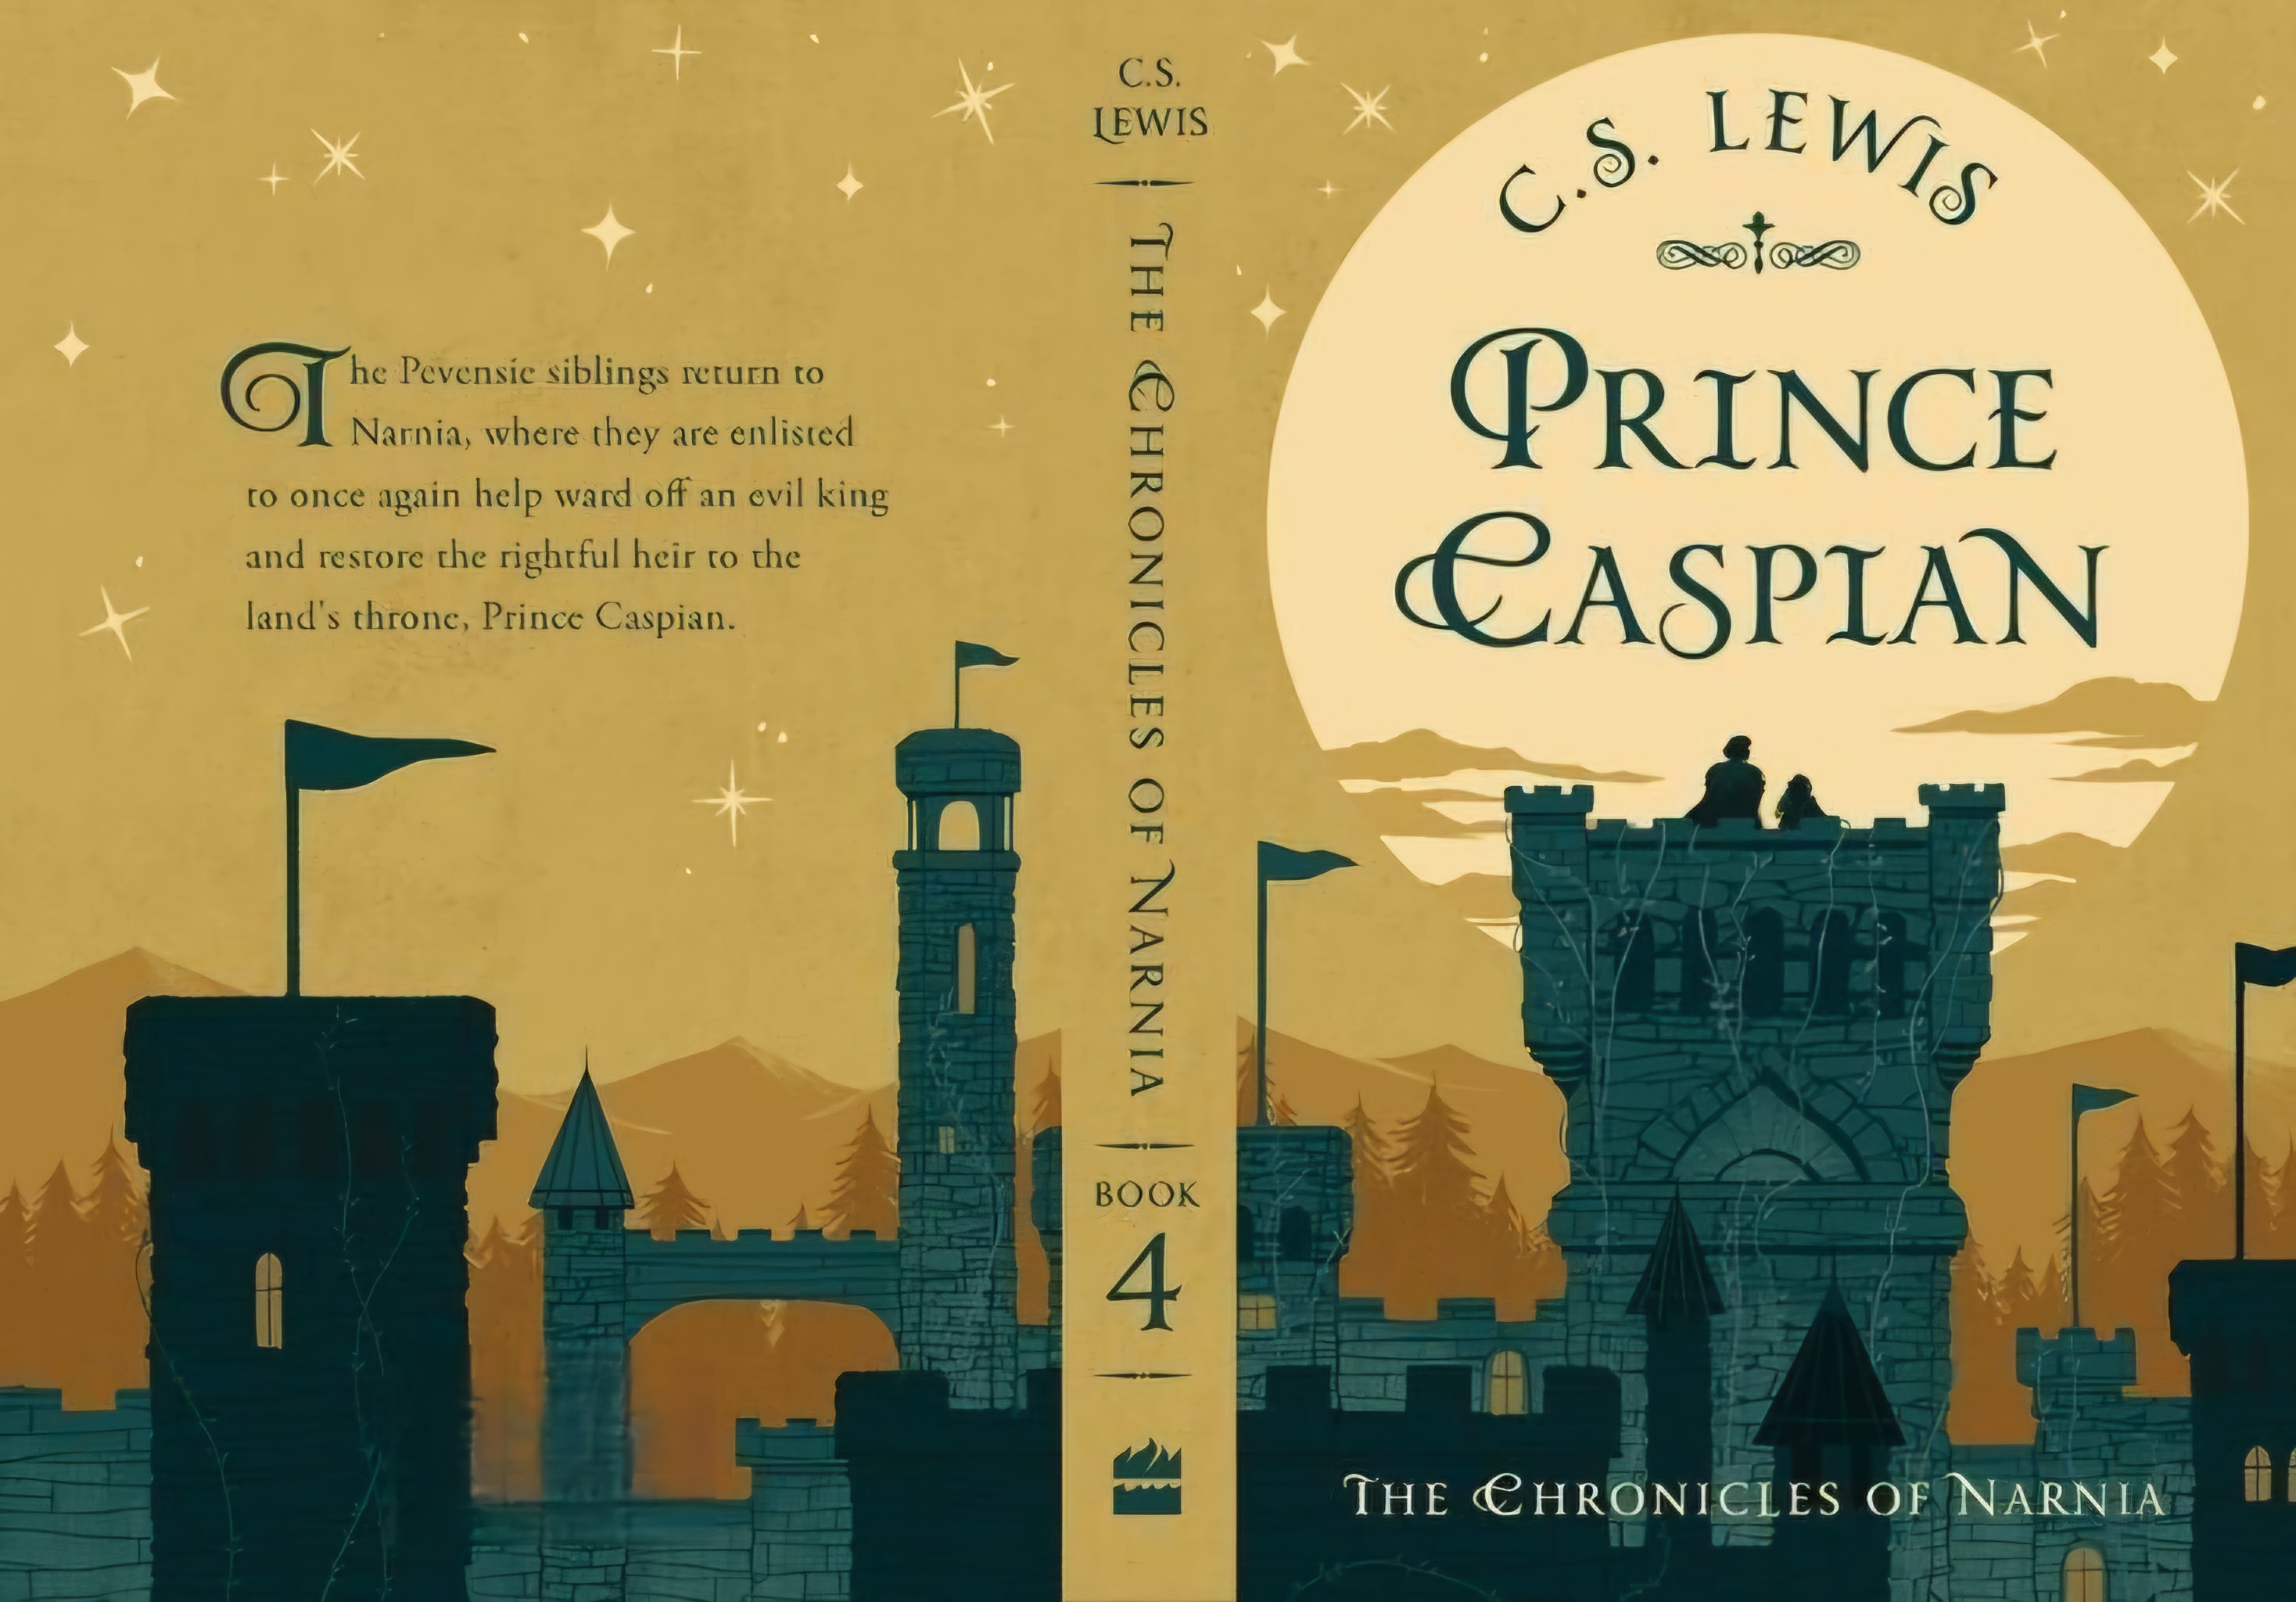 The Pevensie siblings return to
Narnia, where they are enlisted
to once again help ward off an evil king
and restore the rightful heir to the
land's throne, Prince Caspian.
C.S.
LEWIS
THE CHRONICLES OF NARNIA
BOOK
4
C.S. LEWIS
PRINCE
CASPIAN
THE CHRONICLES OF NARNIA